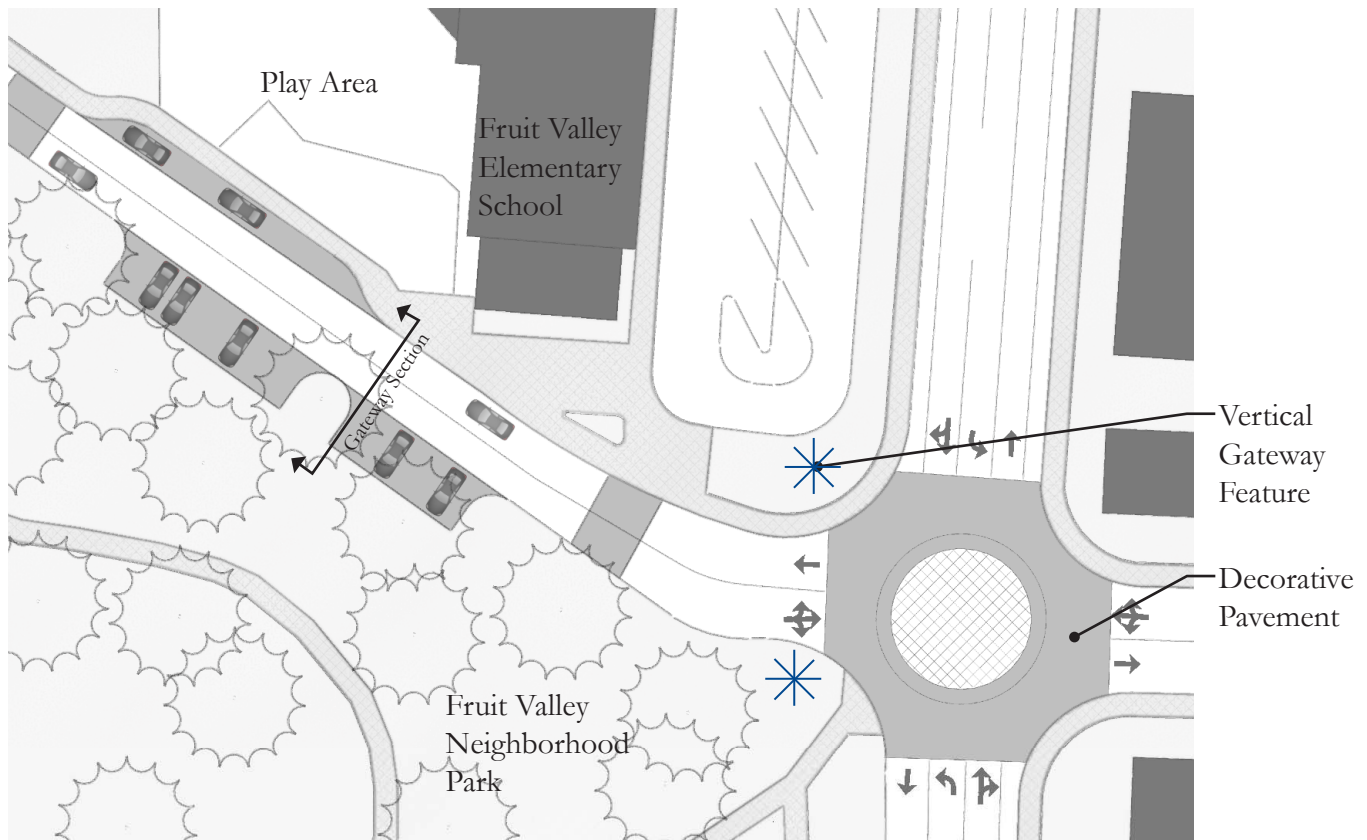 Play Area
Fruit Valley
Elementary
School
Gateway Section
Vertical
Gateway
Feature
Decorative
Pavement
Fruit Valley
Neighborhood
Park